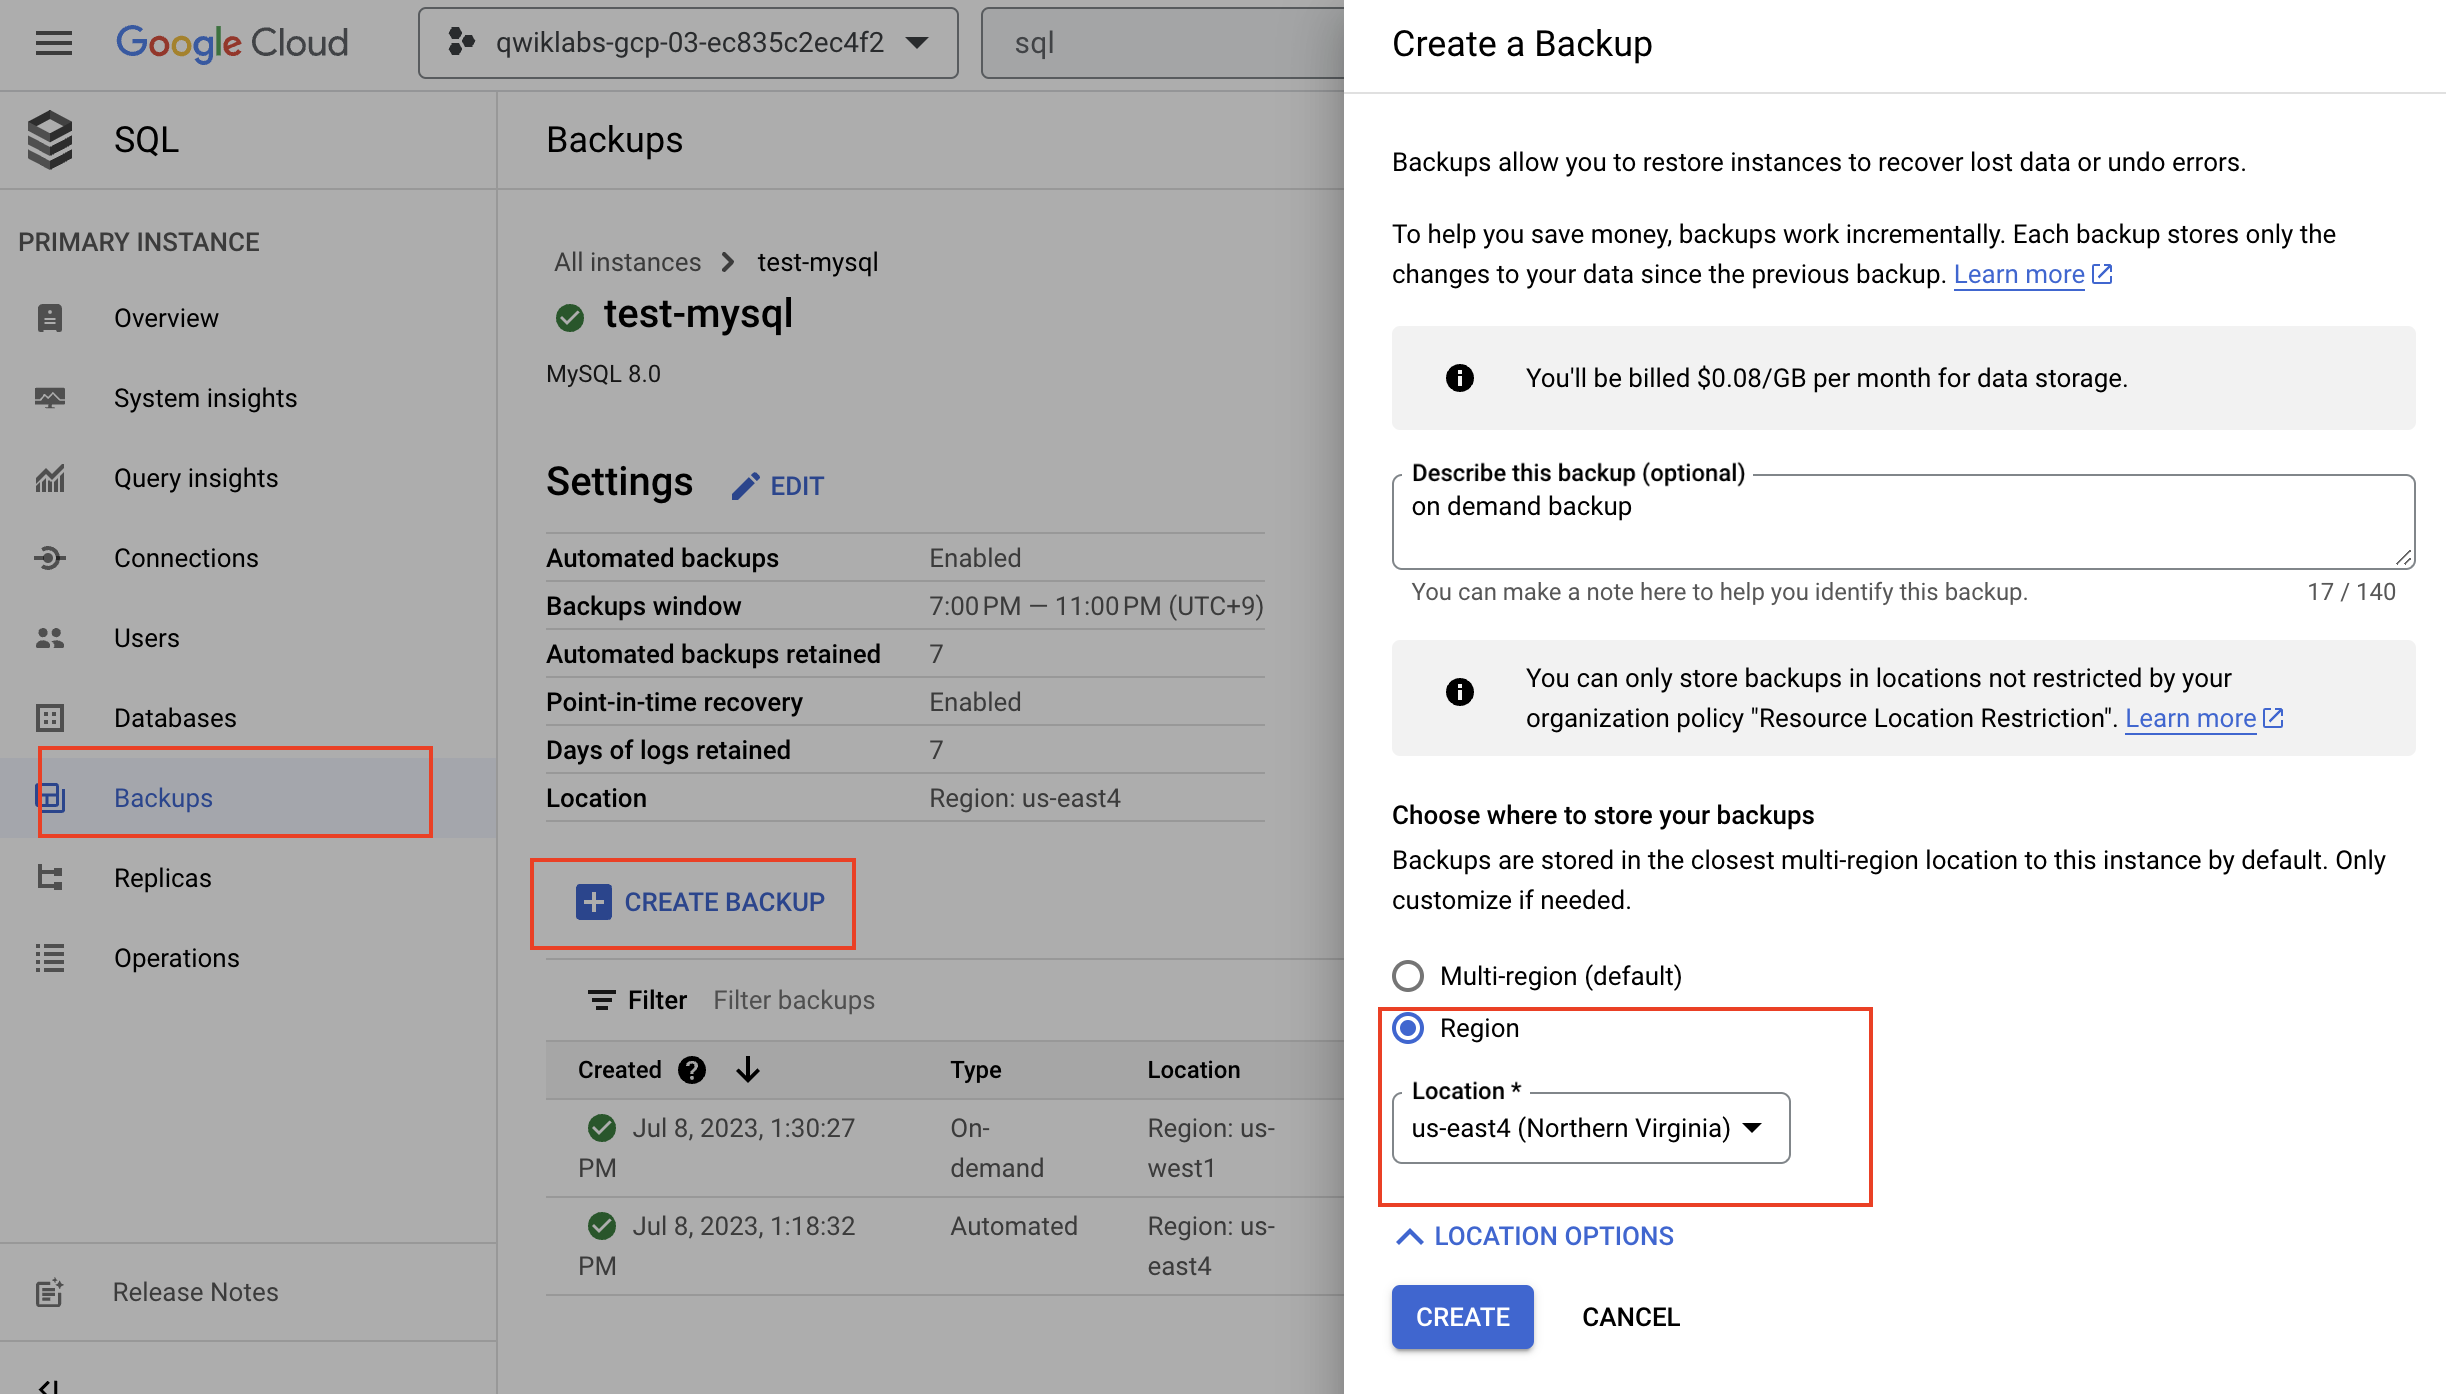 Google Cloud
qwiklabs-gcp-03-ec835c2ec4f2
sql
SQL
PRIMARY INSTANCE
Overview
System insights
Query insights
Connections
Users
Databases
Backups
Replicas
Operations
Release Notes
Backups
All instances
test-mysql
test-mysql
MySQL 8.0
Settings
EDIT
Automated backups Enabled
Backups window 7:00 PM — 11:00 PM (UTC+9)
Automated backups retained 7
Point-in-time recovery Enabled
Days of logs retained 7
Location Region: us-east4
CREATE BACKUP
Filter Filter backups
Created Type Location
Jul 8, 2023, 1:30:27 On- Region: us-
PM demand west1
Jul 8, 2023, 1:18:32 Automated Region: us-
PM east4
Create a Backup
Backups allow you to restore instances to recover lost data or undo errors.
To help you save money, backups work incrementally. Each backup stores only the
changes to your data since the previous backup. Learn more
You'll be billed $0.08/GB per month for data storage.
Describe this backup (optional)
on demand backup
You can make a note here to help you identify this backup. 17 / 140
You can only store backups in locations not restricted by your
organization policy "Resource Location Restriction". Learn more
Choose where to store your backups
Backups are stored in the closest multi-region location to this instance by default. Only
customize if needed.
Multi-region (default)
Region
Location *
us-east4 (Northern Virginia)
LOCATION OPTIONS
CREATE CANCEL